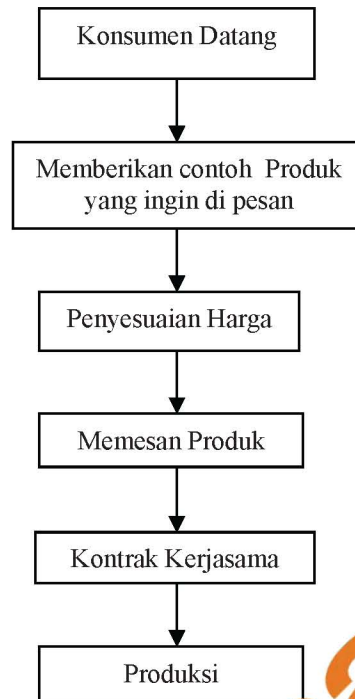 Konsumen Datang
Memberikan contoh Produk
yang ingin di pesan
Penyesuaian Harga
Memesan Produk
Kontrak Kerjasama
Produksi